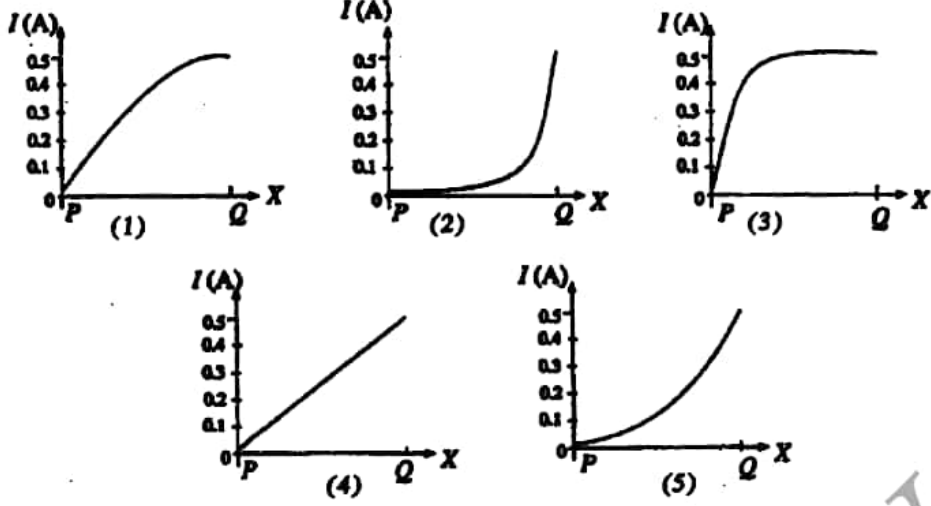 I (A) I (A) I (A)
0.5 0.5 0.5
0.4 0.4 0.4
0.3 0.3 0.3
0.2 0.2 0.2
0.1 0.1 0.1
0 P Q X 0 P Q X 0 P Q X
(1) (2) (3)
I (A) I (A)
0.5 0.5
0.4 0.4
0.3 0.3
0.2 0.2
0.1 0.1
0 P Q X 0 P Q X
(4) (5)